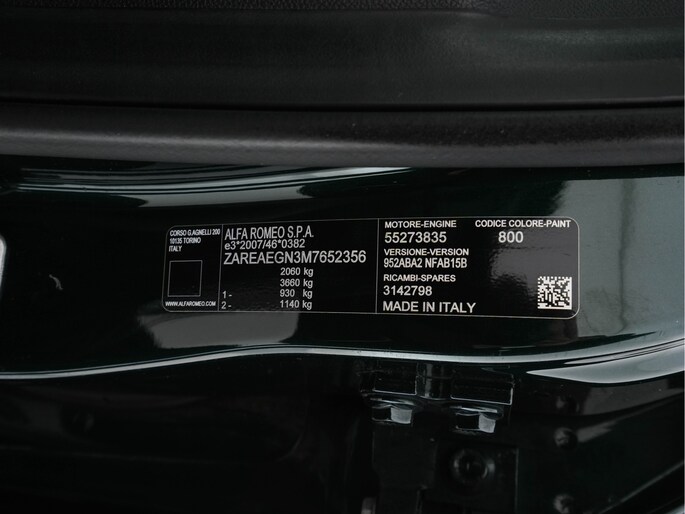 CORSO G.AGNELLI 200
10135 TORINO
ITALY
WWW.ALFAROMEO.COM
ALFA ROMEO S.P.A.
e3*2007/46*0382
ZAREAEGN3M7652356
2060 kg
3660 kg
1 - 930 kg
2 - 1140 kg
MOTORE-ENGINE
55273835
VERSIONE-VERSION
952ABA2 NFAB15B
RICAMBI-SPARES
3142798
MADE IN ITALY
CODICE COLORE-PAINT
800